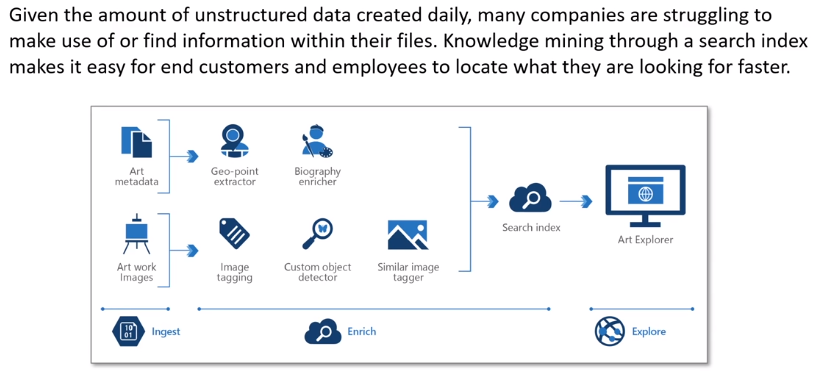 Given the amount of unstructured data created daily, many companies are struggling to
make use of or find information within their files. Knowledge mining through a search index
makes it easy for end customers and employees to locate what they are looking for faster.
Art
metadata
Geo-point
extractor
Biography
enricher
Search index
Art Explorer
Art work
Images
Image
tagging
Custom object
detector
Similar image
tagger
10
01
Ingest
Enrich
Explore